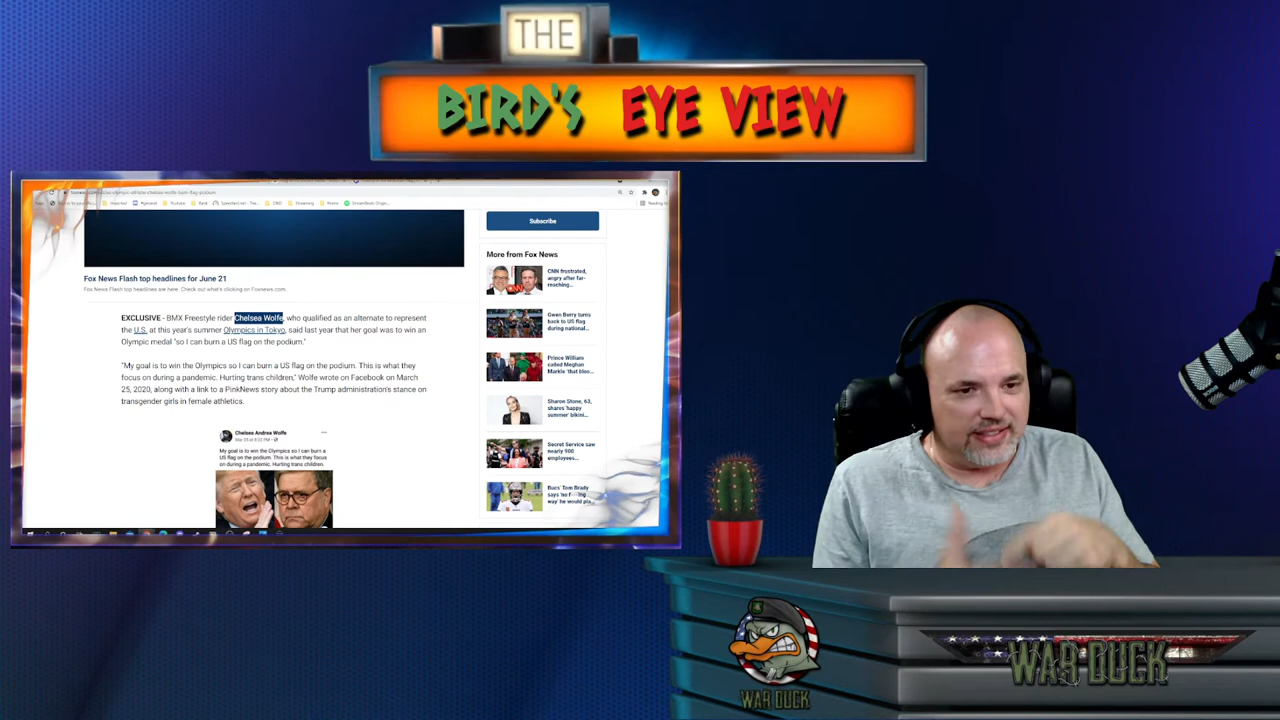 THE
BIRD'S EYE VIEW
Subscribe
More from Fox News
CNN frustrated,
angry after far-
reaching...
Gwen Berry turns
back to US flag
during national...
Prince William
called Meghan
Markle 'that bloo...
Sharon Stone, 63,
shares 'happy
summer' bikini...
Secret Service saw
nearly 900
employees...
Bucs' Tom Brady
says 'no f---ing
way' he would pla...
Fox News Flash top headlines for June 21
Fox News Flash top headlines are here. Check out what's clicking on Foxnews.com.
EXCLUSIVE - BMX Freestyle rider Chelsea Wolfe, who qualified as an alternate to represent
the U.S. at this year's summer Olympics in Tokyo, said last year that her goal was to win an
Olympic medal "so I can burn a US flag on the podium."
"My goal is to win the Olympics so I can burn a US flag on the podium. This is what they
focus on during a pandemic. Hurting trans children," Wolfe wrote on Facebook on March
25, 2020, along with a link to a PinkNews story about the Trump administration's stance on
transgender girls in female athletics.
Chelsea Andrea Wolfe
My goal is to win the Olympics so I can burn a
US flag on the podium. This is what they focus
on during a pandemic. Hurting trans children.
WAR DUCK
WAR DUCK